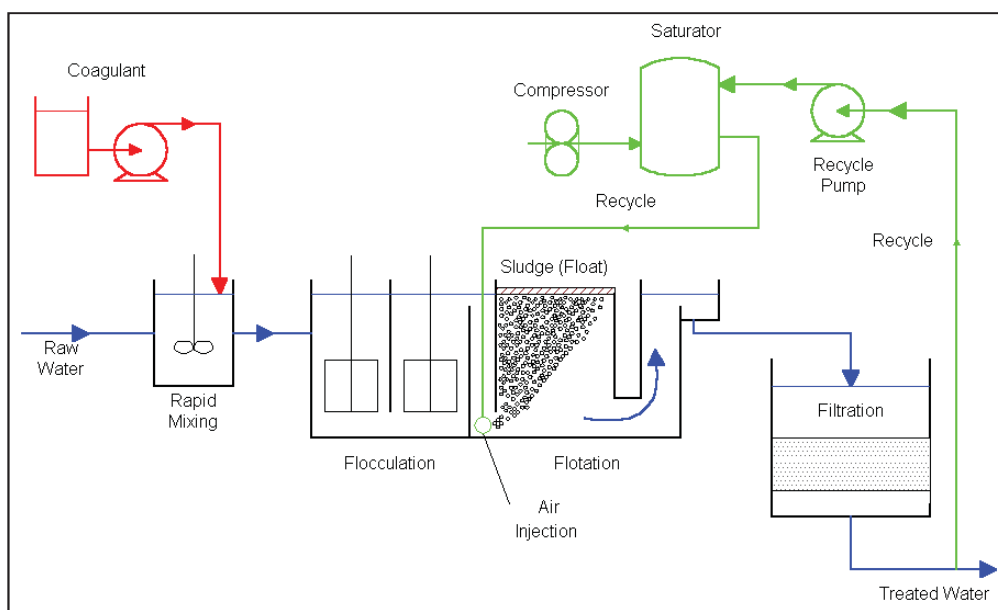 Saturator
Coagulant
Compressor
Recycle
Pump
Recycle
Recycle
Sludge (Float)
Raw
Water
Rapid
Mixing
Filtration
Flocculation
Flotation
Air
Injection
Treated Water